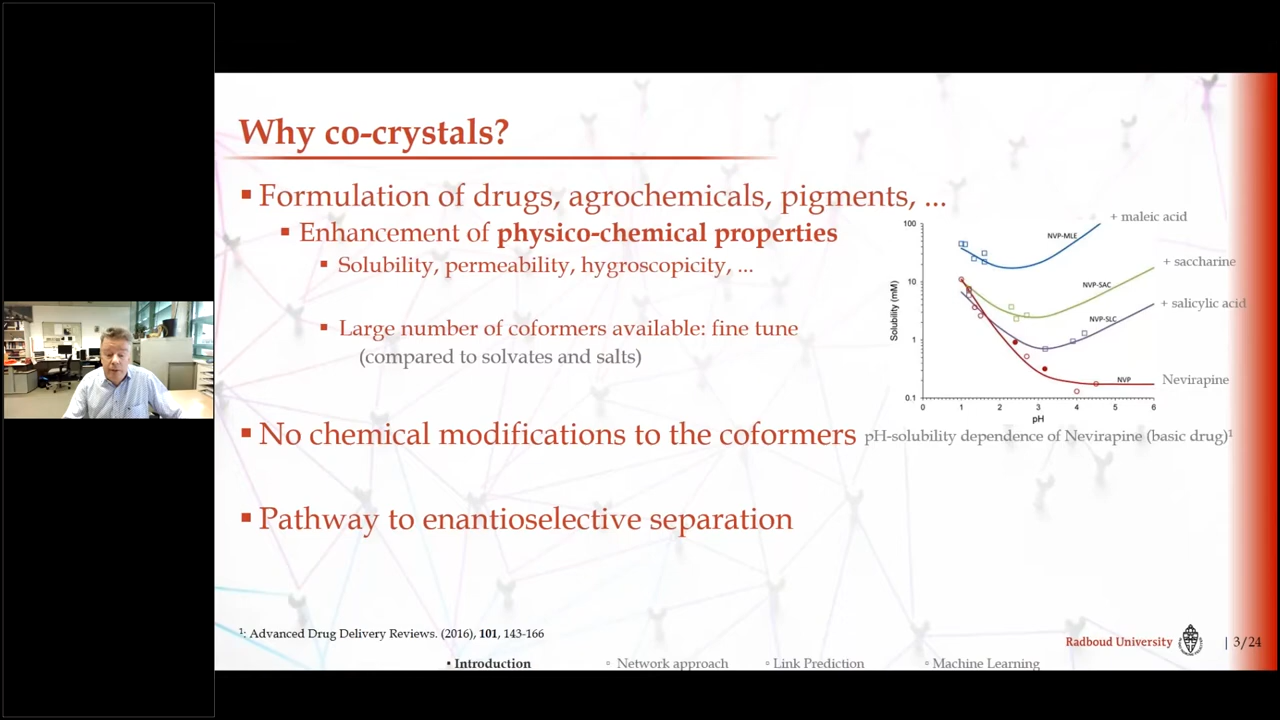 Why co-crystals?
▪ Formulation of drugs, agrochemicals, pigments, ...
▪ Enhancement of physico-chemical properties
▪ Solubility, permeability, hygroscopicity, ...
▪ Large number of coformers available: fine tune
(compared to solvates and salts)
▪ No chemical modifications to the coformers
▪ Pathway to enantioselective separation
+ maleic acid
+ saccharine
+ salicylic acid
Nevirapine
NVP-MLE
NVP-SAC
NVP-SLC
NVP
Solubility (mM)
100
10
1
0.1
0 1 2 3 4 5 6
pH
pH-solubility dependence of Nevirapine (basic drug)¹
¹: Advanced Drug Delivery Reviews. (2016), 101, 143-166
Radboud University | 3/24
▪ Introduction ▫ Network approach ▫ Link Prediction ▫ Machine Learning